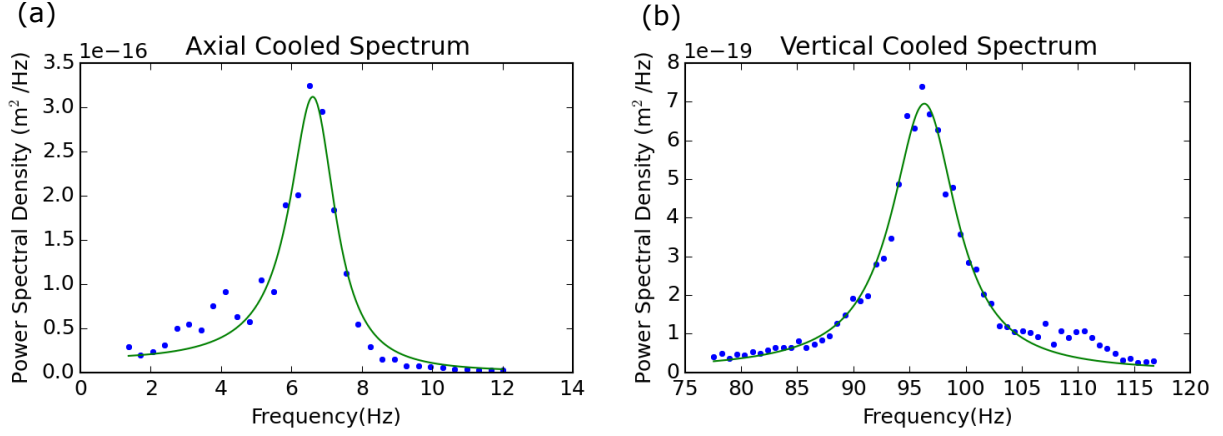 (a)
Axial Cooled Spectrum
1e−16
Power Spectral Density (m² /Hz)
3.5
3.0
2.5
2.0
1.5
1.0
0.5
0.0
0 2 4 6 8 10 12 14
Frequency(Hz)
(b)
Vertical Cooled Spectrum
1e−19
Power Spectral Density (m² /Hz)
8
7
6
5
4
3
2
1
0
75 80 85 90 95 100 105 110 115 120
Frequency(Hz)